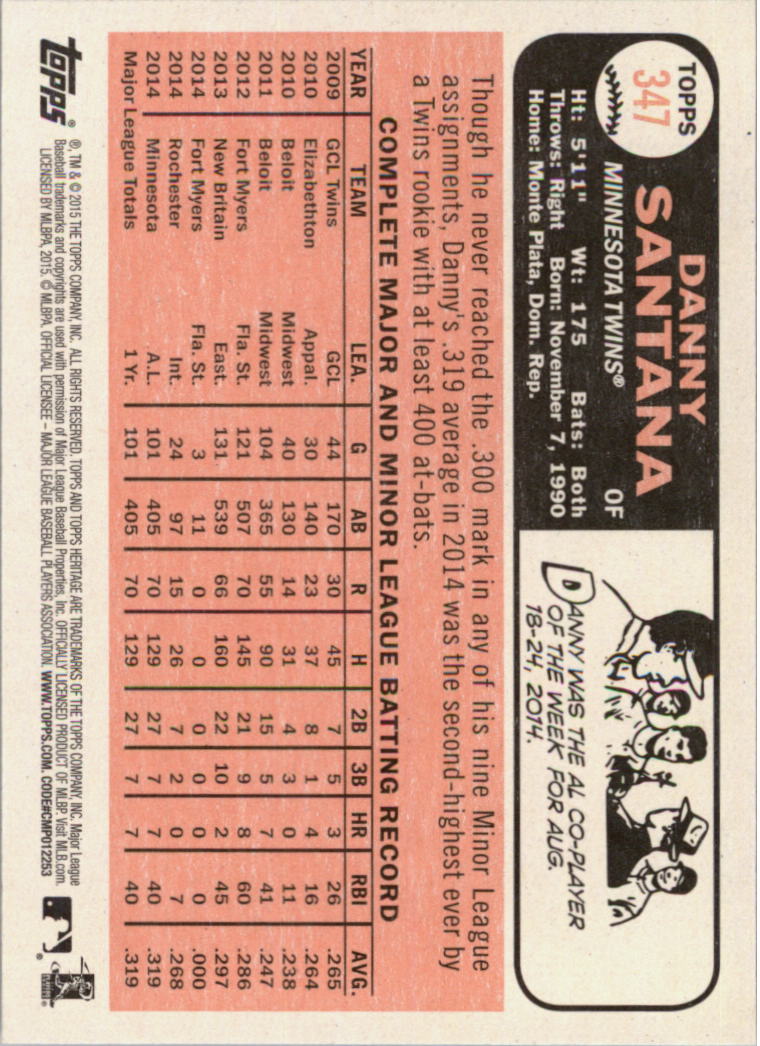 TOPPS
347
DANNY
SANTANA
OF
MINNESOTA TWINS®
Ht: 5'11" Wt: 175 Bats: Both
Throws: Right Born: November 7, 1990
Home: Monte Plata, Dom. Rep.
DANNY WAS THE AL CO-PLAYER
OF THE WEEK FOR AUG.
18-24, 2014.
Though he never reached the .300 mark in any of his nine Minor League
assignments, Danny's .319 average in 2014 was the second-highest ever by
a Twins rookie with at least 400 at-bats.
COMPLETE MAJOR AND MINOR LEAGUE BATTING RECORD
YEAR TEAM LEA. G AB R H 2B 3B HR RBI AVG.
2009 GCL Twins GCL 44 170 30 45 7 5 3 26 .265
2010 Elizabethton Appal. 30 140 23 37 8 1 4 16 .264
2010 Beloit Midwest 40 130 14 31 4 3 0 11 .238
2011 Beloit Midwest 104 365 55 90 15 5 7 41 .247
2012 Fort Myers Fla. St. 121 507 70 145 21 9 8 60 .286
2013 New Britain East. 131 539 66 160 22 10 2 45 .297
2014 Fort Myers Fla. St. 3 11 0 0 0 0 0 0 .000
2014 Rochester Int. 24 97 15 26 7 2 0 7 .268
2014 Minnesota A.L. 101 405 70 129 27 7 7 40 .319
Major League Totals 1 Yr. 101 405 70 129 27 7 7 40 .319
topps®
®, TM & © 2015 THE TOPPS COMPANY, INC. ALL RIGHTS RESERVED. TOPPS AND TOPPS HERITAGE ARE TRADEMARKS OF THE TOPPS COMPANY, INC. Major League
Baseball trademarks and copyrights are used with permission of Major League Baseball Properties, Inc. OFFICIALLY LICENSED PRODUCT OF MLBP. Visit MLB.com.
LICENSED BY MLBPA, 2015. © MLBPA. OFFICIAL LICENSEE – MAJOR LEAGUE BASEBALL PLAYERS ASSOCIATION. WWW.TOPPS.COM. CODE#CMP012253